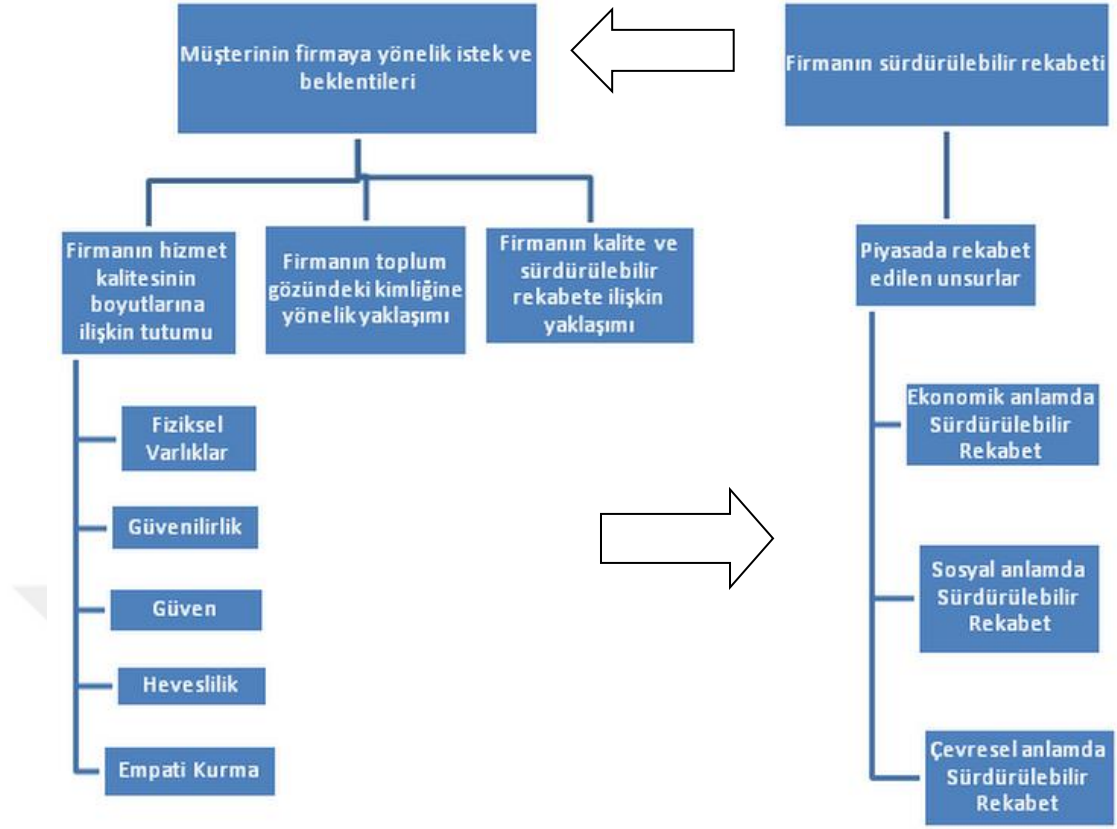 Müşterinin firmaya yönelik istek ve
beklentileri
Firmanın sürdürülebilir rekabeti
Firmanın hizmet
kalitesinin
boyutlarına
ilişkin tutumu
Firmanın toplum
gözündeki kimliğine
yönelik yaklaşımı
Firmanın kalite ve
sürdürülebilir
rekabete ilişkin
yaklaşımı
Piyasada rekabet
edilen unsurlar
Fiziksel
Varlıklar
Güvenilirlik
Güven
Heveslilik
Empati Kurma
Ekonomik anlamda
Sürdürülebilir
Rekabet
Sosyal anlamda
Sürdürülebilir
Rekabet
Çevresel anlamda
Sürdürülebilir
Rekabet